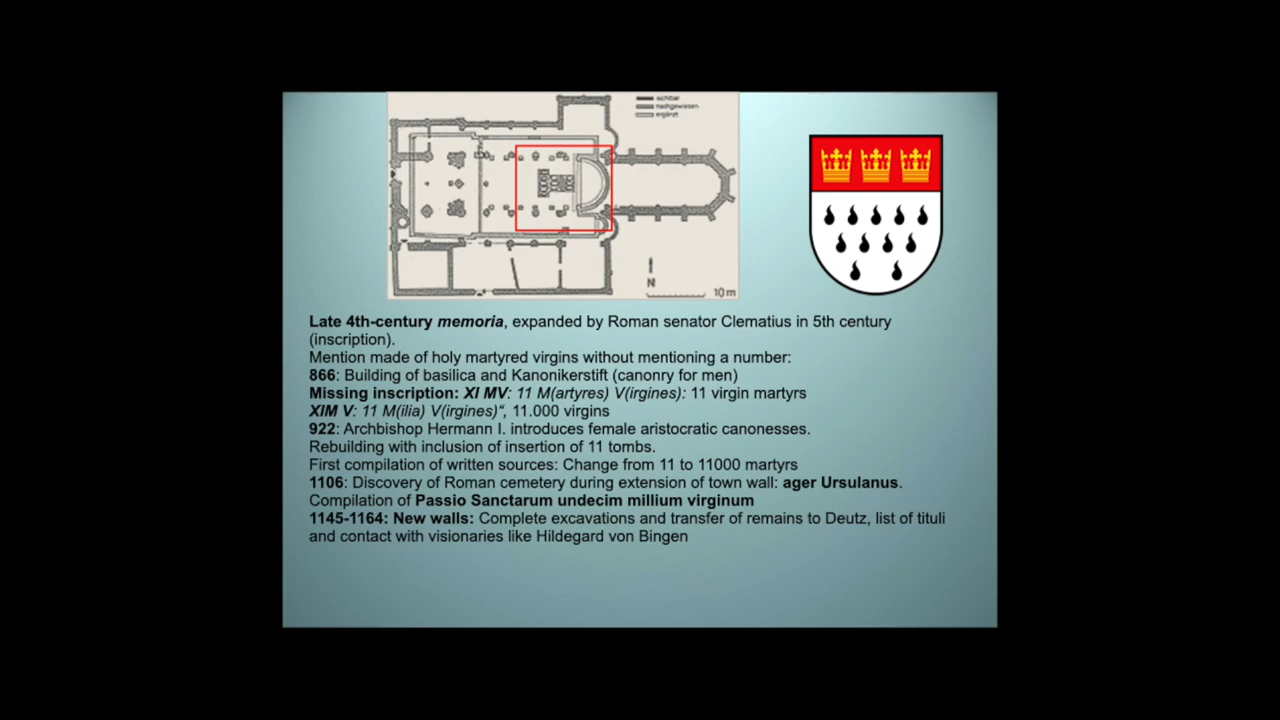 sichtbar
nachgewiesen
ergänzt
N
10 m
Late 4th-century memoria, expanded by Roman senator Clematius in 5th century
(inscription).
Mention made of holy martyred virgins without mentioning a number:
866: Building of basilica and Kanonikerstift (canonry for men)
Missing inscription: XI MV: 11 M(artyres) V(irgines): 11 virgin martyrs
XIM V: 11 M(ilia) V(irgines)“, 11.000 virgins
922: Archbishop Hermann I. introduces female aristocratic canonesses.
Rebuilding with inclusion of insertion of 11 tombs.
First compilation of written sources: Change from 11 to 11000 martyrs
1106: Discovery of Roman cemetery during extension of town wall: ager Ursulanus.
Compilation of Passio Sanctarum undecim millium virginum
1145-1164: New walls: Complete excavations and transfer of remains to Deutz, list of tituli
and contact with visionaries like Hildegard von Bingen